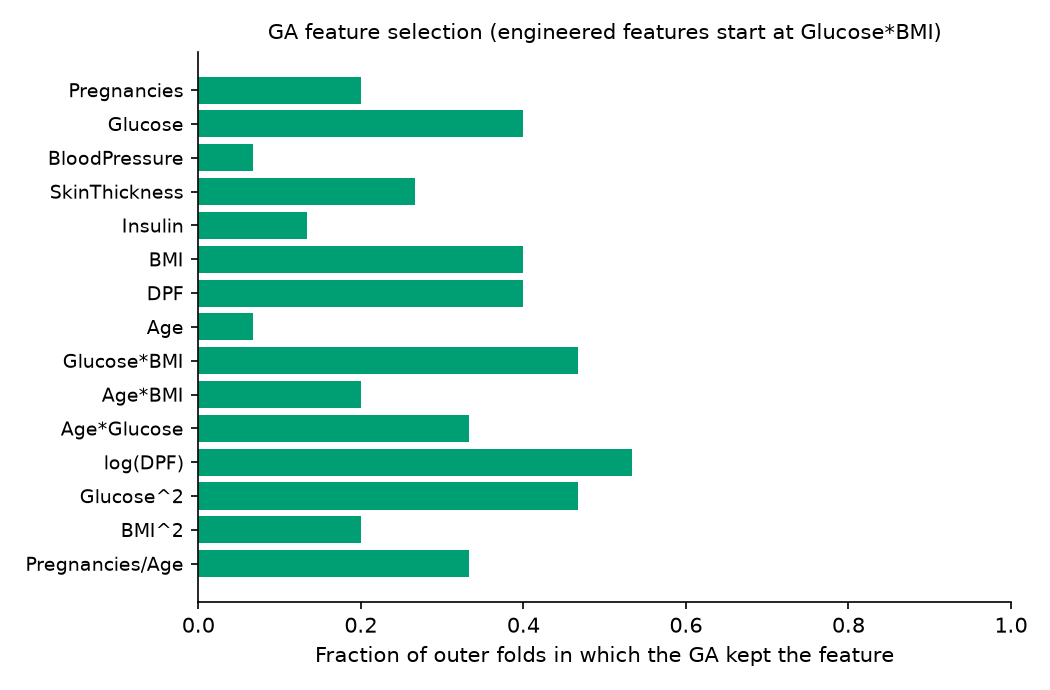 GA feature selection (engineered features start at Glucose*BMI)
Pregnancies
Glucose
BloodPressure
SkinThickness
Insulin
BMI
DPF
Age
Glucose*BMI
Age*BMI
Age*Glucose
log(DPF)
Glucose^2
BMI^2
Pregnancies/Age
0.0 0.2 0.4 0.6 0.8 1.0
Fraction of outer folds in which the GA kept the feature